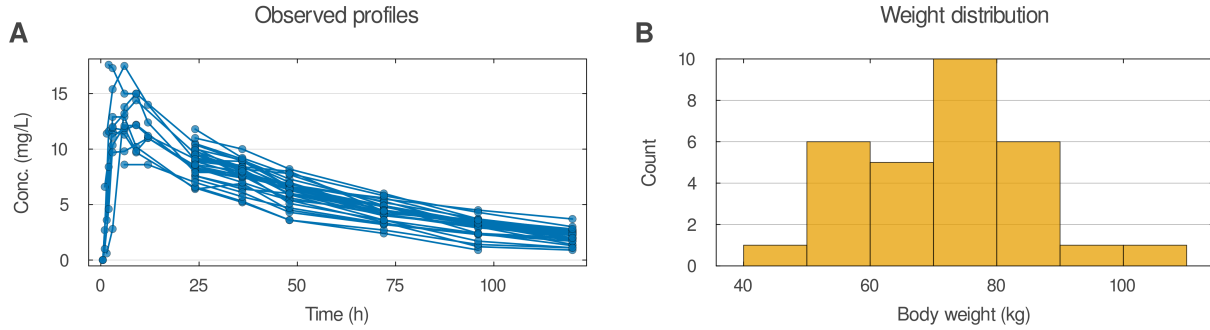 A
Observed profiles
Conc. (mg/L)
15
10
5
0
0
25
50
75
100
Time (h)
B
Weight distribution
Count
10
8
6
4
2
0
40
60
80
100
Body weight (kg)